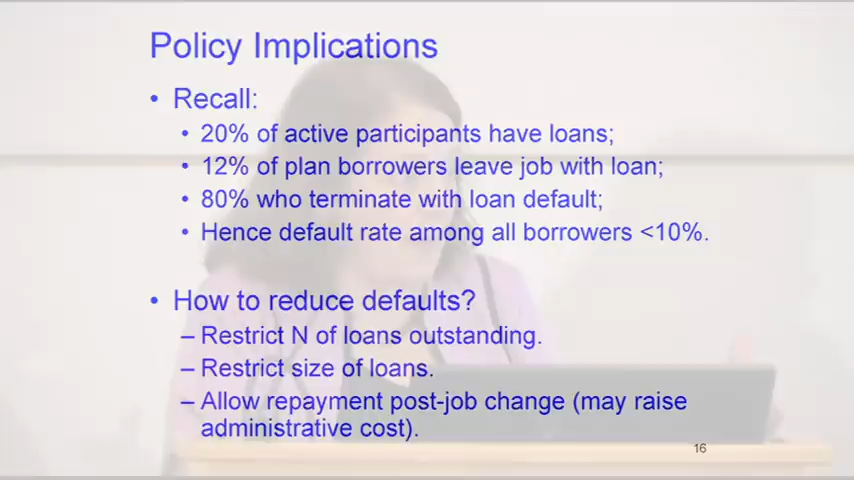 Policy Implications
• Recall:
• 20% of active participants have loans;
• 12% of plan borrowers leave job with loan;
• 80% who terminate with loan default;
• Hence default rate among all borrowers <10%.
• How to reduce defaults?
– Restrict N of loans outstanding.
– Restrict size of loans.
– Allow repayment post-job change (may raise
administrative cost).
16